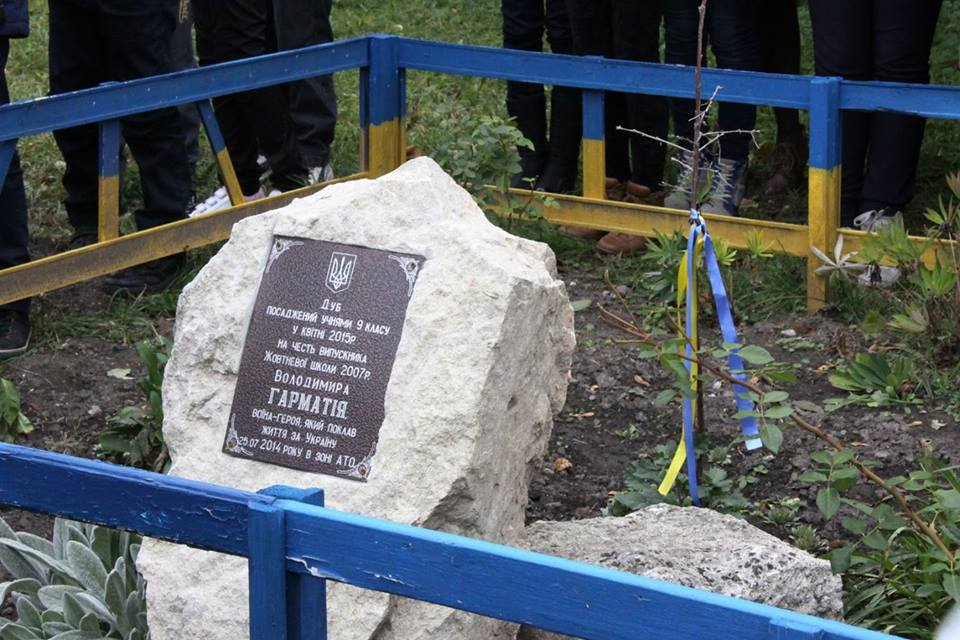 Дуб
посаджений учнями 9 класу
у квітні 2015р.
на честь випускника
Жовтневої школи 2007р.
Володимира
ГАРМАТІЯ,
воїна-героя, який поклав
життя за Україну
25.07.2014 року в зоні АТО